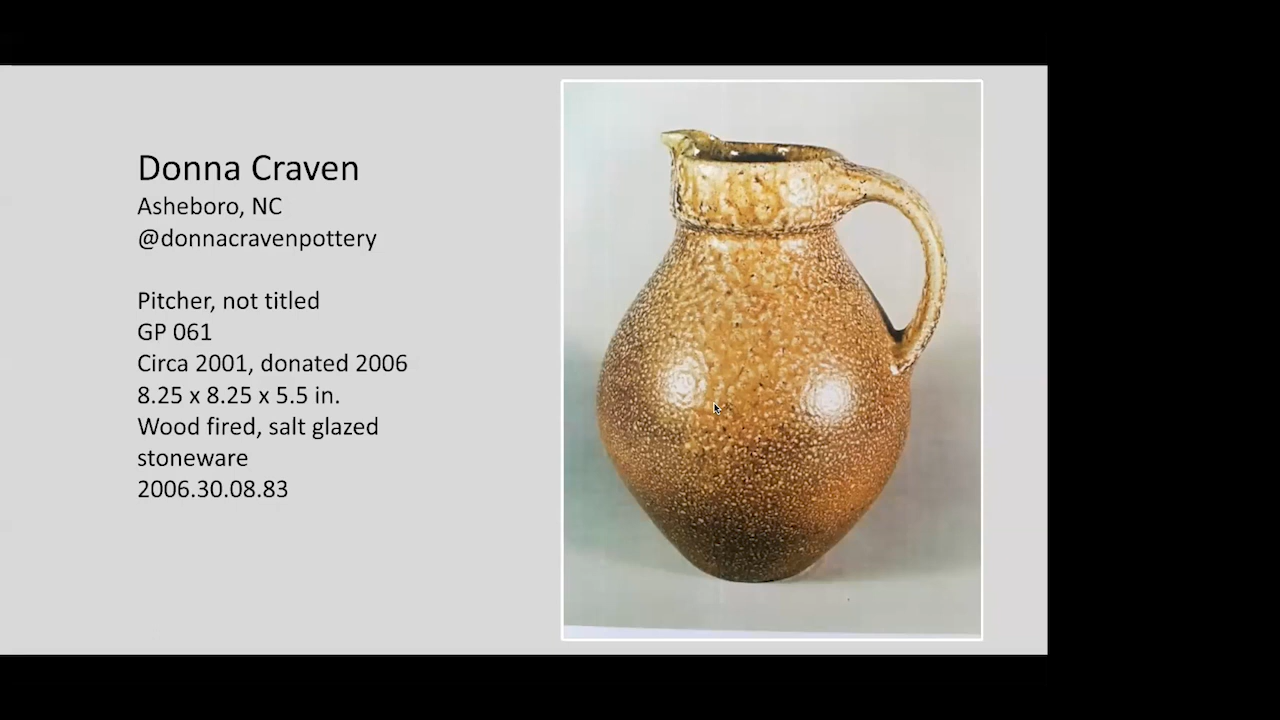 Donna Craven
Asheboro, NC
@donnacravenpottery
Pitcher, not titled
GP 061
Circa 2001, donated 2006
8.25 x 8.25 x 5.5 in.
Wood fired, salt glazed
stoneware
2006.30.08.83